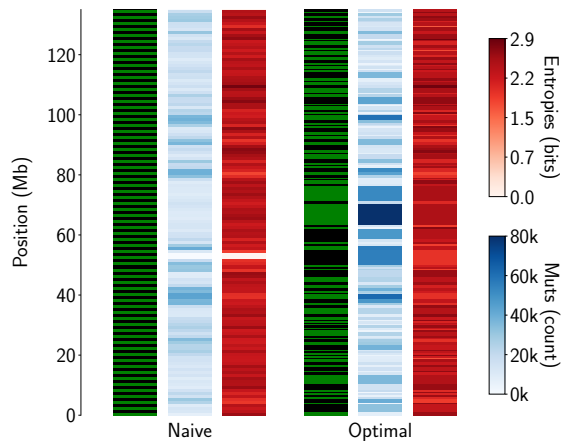 Position (Mb)
120
100
80
60
40
20
0
Naive
Optimal
2.9
2.2
1.5
0.7
0.0
Entropies (bits)
80k
60k
40k
20k
0k
Muts (count)